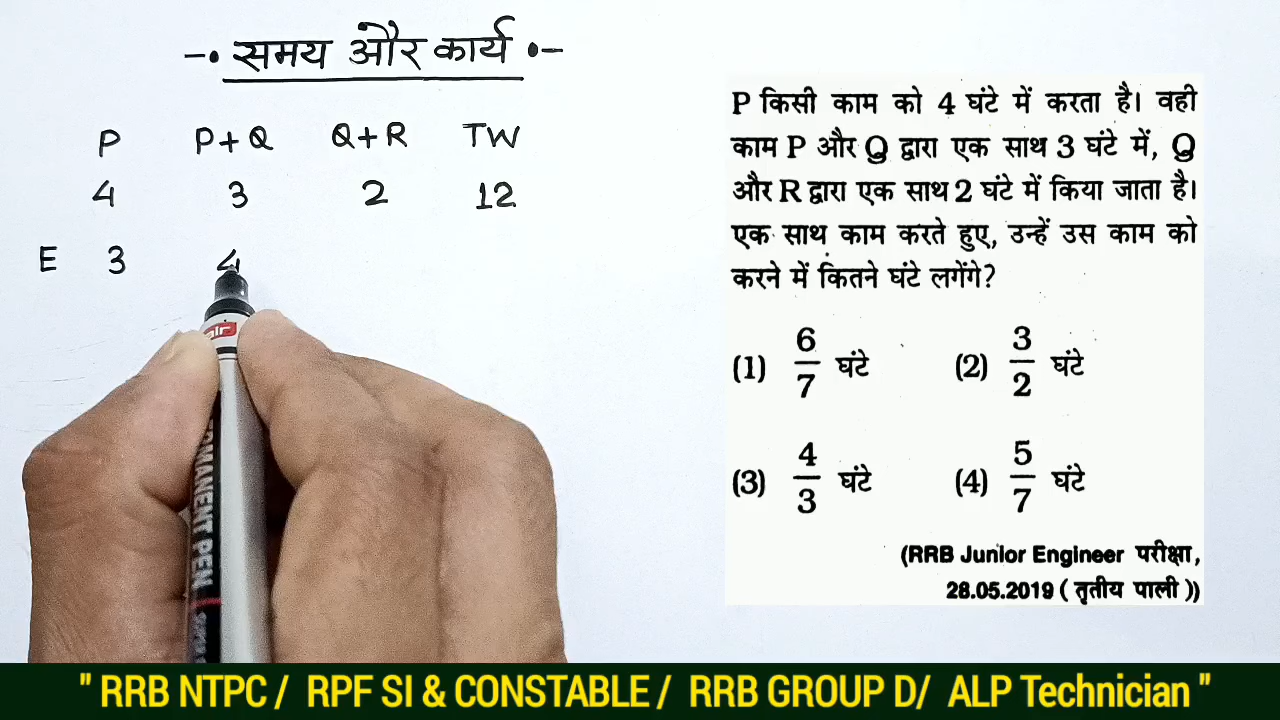 -• समय और कार्य •-
P P+Q Q+R TW
4 3 2 12
E 3 4
P किसी काम को 4 घंटे में करता है। वही
काम P और Q द्वारा एक साथ 3 घंटे में, Q
और R द्वारा एक साथ 2 घंटे में किया जाता है।
एक साथ काम करते हुए, उन्हें उस काम को
करने में कितने घंटे लगेंगे?
(1) 6/7 घंटे (2) 3/2 घंटे
(3) 4/3 घंटे (4) 5/7 घंटे
(RRB Junior Engineer परीक्षा,
28.05.2019 ( तृतीय पाली ))
" RRB NTPC / RPF SI & CONSTABLE / RRB GROUP D/ ALP Technician "